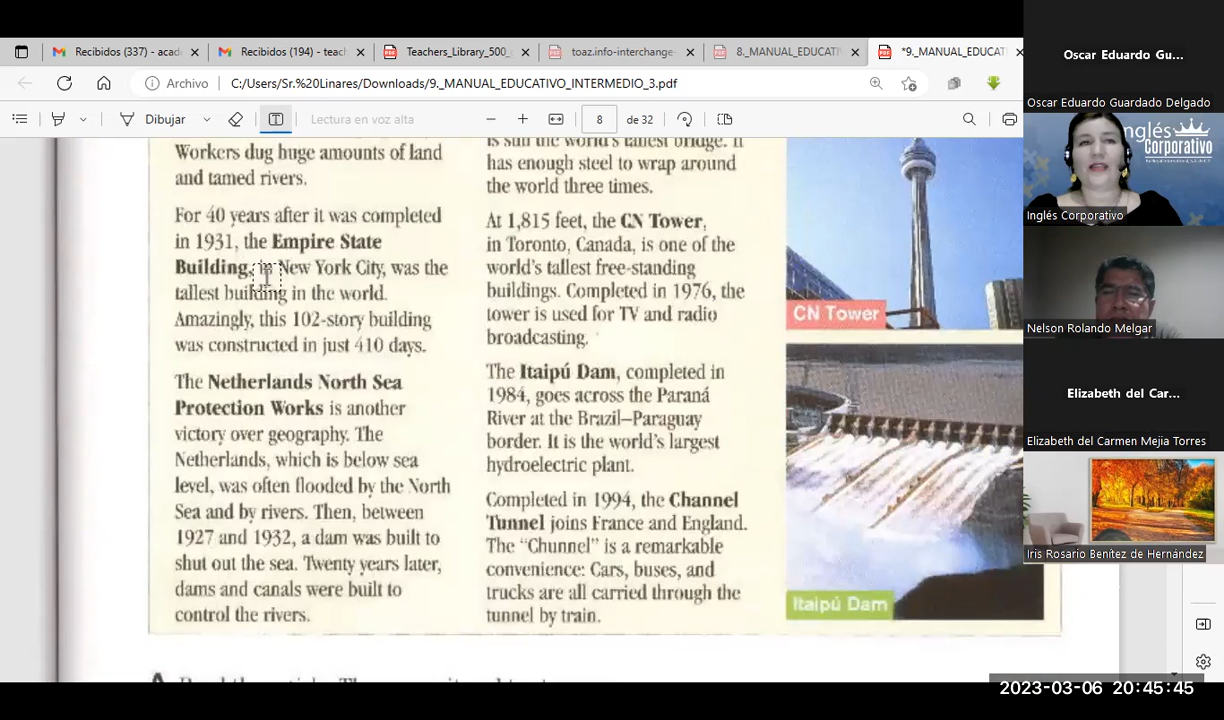 Recibidos (337) - acade
Recibidos (194) - teach
Teachers_Library_500_
toaz.info-interchange-
8._MANUAL_EDUCATIV
*9._MANUAL_EDUCATI
Archivo
C:/Users/Sr.%20Linares/Downloads/9._MANUAL_EDUCATIVO_INTERMEDIO_3.pdf
Dibujar
Lectura en voz alta
8
de 32
Workers dug huge amounts of land
and tamed rivers.
For 40 years after it was completed
in 1931, the Empire State
Building, in New York City, was the
tallest building in the world.
Amazingly, this 102-story building
was constructed in just 410 days.
The Netherlands North Sea
Protection Works is another
victory over geography. The
Netherlands, which is below sea
level, was often flooded by the North
Sea and by rivers. Then, between
1927 and 1932, a dam was built to
shut out the sea. Twenty years later,
dams and canals were built to
control the rivers.
is still the world's tallest bridge. It
has enough steel to wrap around
the world three times.
At 1,815 feet, the CN Tower,
in Toronto, Canada, is one of the
world's tallest free-standing
buildings. Completed in 1976, the
tower is used for TV and radio
broadcasting.
The Itaipú Dam, completed in
1984, goes across the Paraná
River at the Brazil–Paraguay
border. It is the world's largest
hydroelectric plant.
Completed in 1994, the Channel
Tunnel joins France and England.
The "Chunnel" is a remarkable
convenience: Cars, buses, and
trucks are all carried through the
tunnel by train.
CN Tower
Itaipú Dam
Oscar Eduardo Gu...
Oscar Eduardo Guardado Delgado
Inglés
Corporativo
Inglés Corporativo
Nelson Rolando Melgar
Elizabeth del Car...
Elizabeth del Carmen Mejia Torres
Iris Rosario Benítez de Hernández
2023-03-06 20:45:45